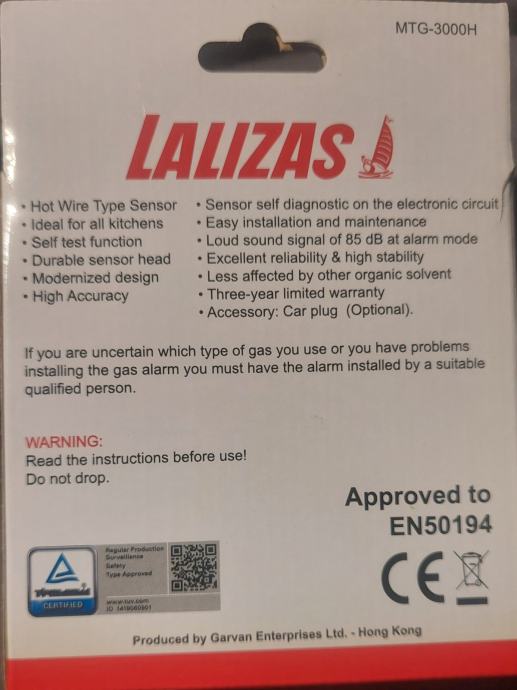 MTG-3000H
LALIZAS
• Hot Wire Type Sensor
• Ideal for all kitchens
• Self test function
• Durable sensor head
• Modernized design
• High Accuracy
• Sensor self diagnostic on the electronic circuit
• Easy installation and maintenance
• Loud sound signal of 85 dB at alarm mode
• Excellent reliability & high stability
• Less affected by other organic solvent
• Three-year limited warranty
• Accessory: Car plug (Optional).
If you are uncertain which type of gas you use or you have problems
installing the gas alarm you must have the alarm installed by a suitable
qualified person.
WARNING:
Read the instructions before use!
Do not drop.
Approved to
EN50194
CE
CERTIFIED
Regular Production
Surveillance
Safety
Type Approved
www.tuv.com
ID 1419060901
Produced by Garvan Enterprises Ltd. - Hong Kong